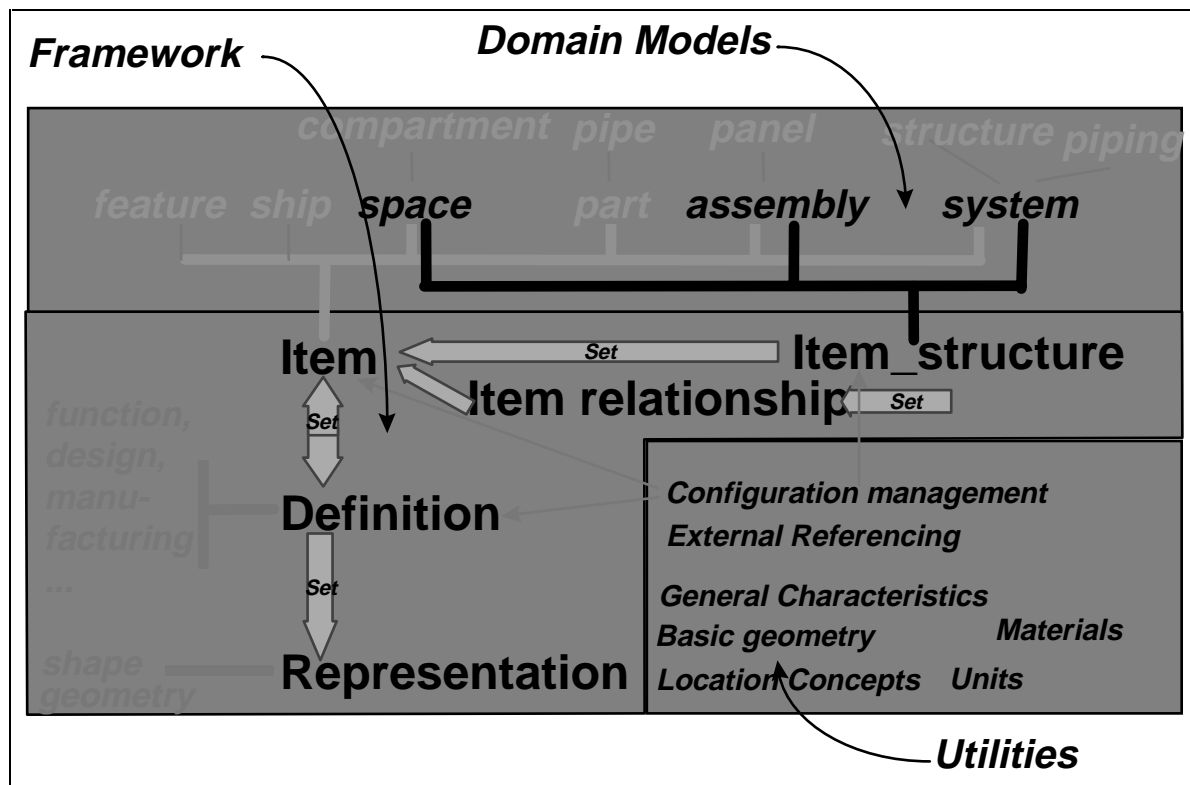 Framework
Domain Models
compartment pipe panel structure piping
feature ship space part assembly system
Item
Set
Item_structure
Item relationship
Set
Set
function,
design,
manu-
facturing
...
Definition
Set
Representation
shape
geometry
Configuration management
External Referencing
General Characteristics
Basic geometry
Materials
Location Concepts
Units
Utilities